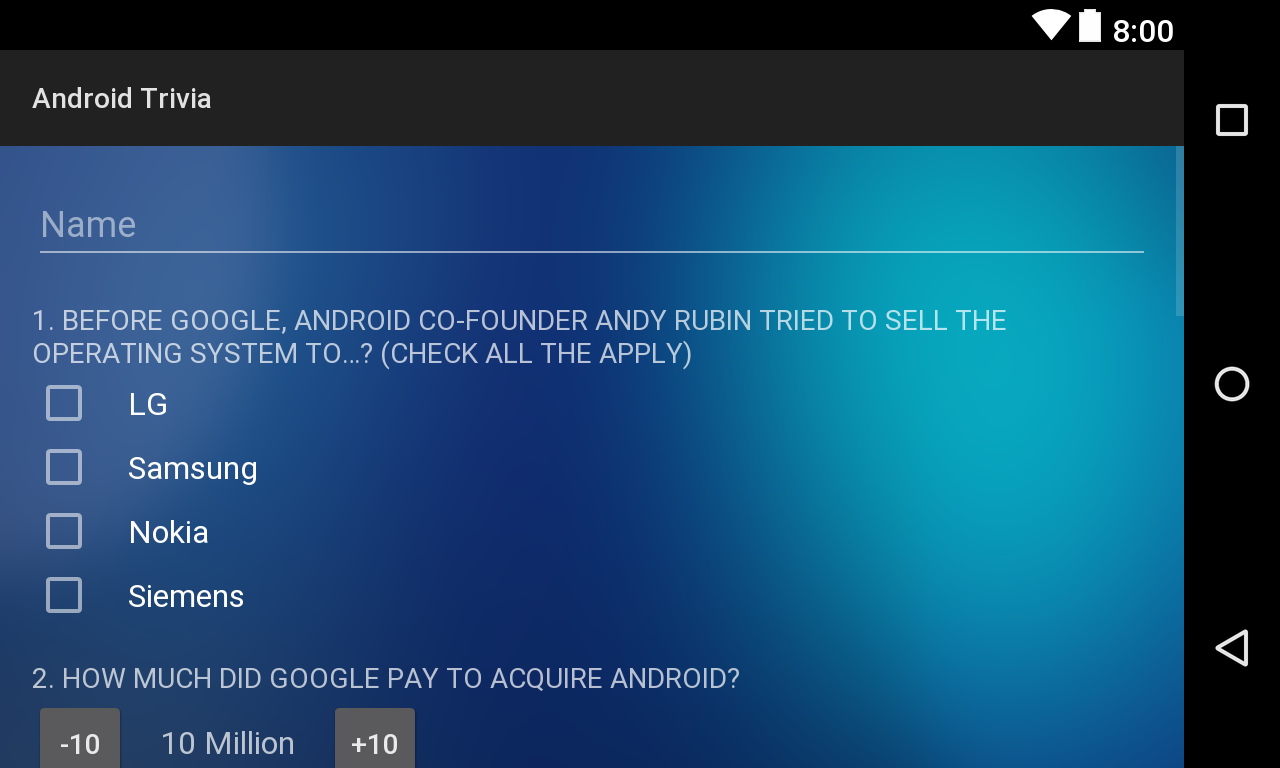 8:00
Android Trivia
Name
1. BEFORE GOOGLE, ANDROID CO-FOUNDER ANDY RUBIN TRIED TO SELL THE
OPERATING SYSTEM TO...? (CHECK ALL THE APPLY)
LG
Samsung
Nokia
Siemens
2. HOW MUCH DID GOOGLE PAY TO ACQUIRE ANDROID?
-10 10 Million +10